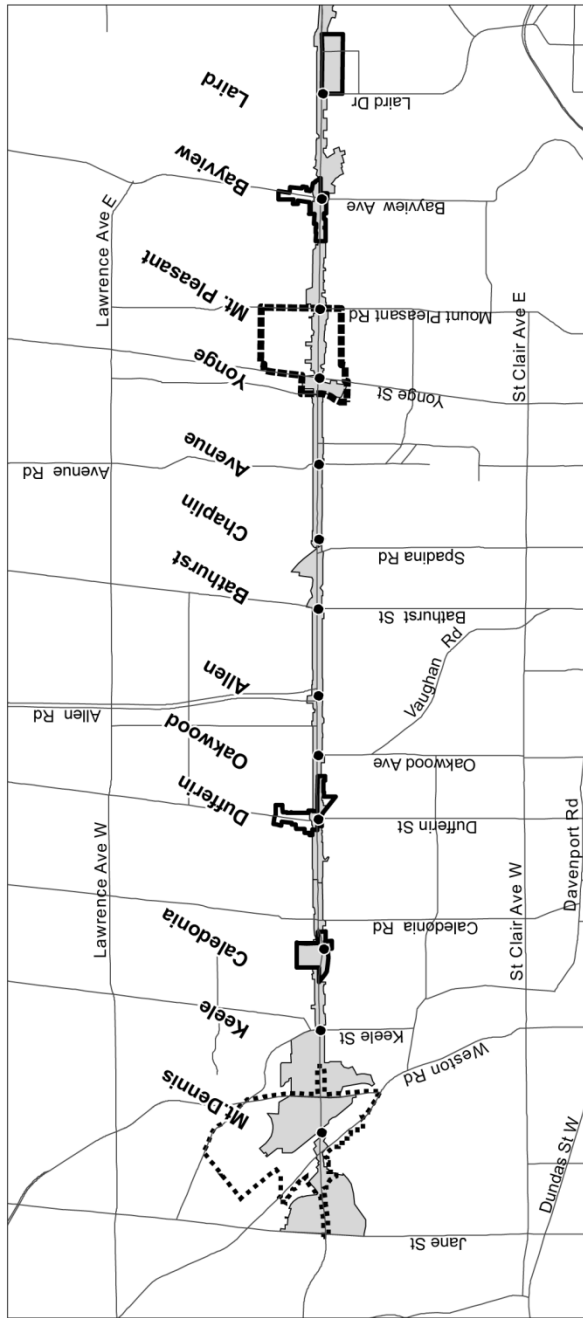 Laird
Laird Dr
Bayview
Bayview Ave
Lawrence Ave E
Mt. Pleasant
Mount Pleasant Rd
St Clair Ave E
Yonge
Yonge St
Avenue Rd
Avenue
Chaplin
Spadina Rd
Bathurst
Bathurst St
Vaughan Rd
Allen Rd
Allen
Oakwood
Oakwood Ave
Dufferin
Dufferin St
Lawrence Ave W
Davenport Rd
St Clair Ave W
Caledonia
Caledonia Rd
Keele
Keele St
Weston Rd
Mt.Dennis
Dundas St W
Jane St